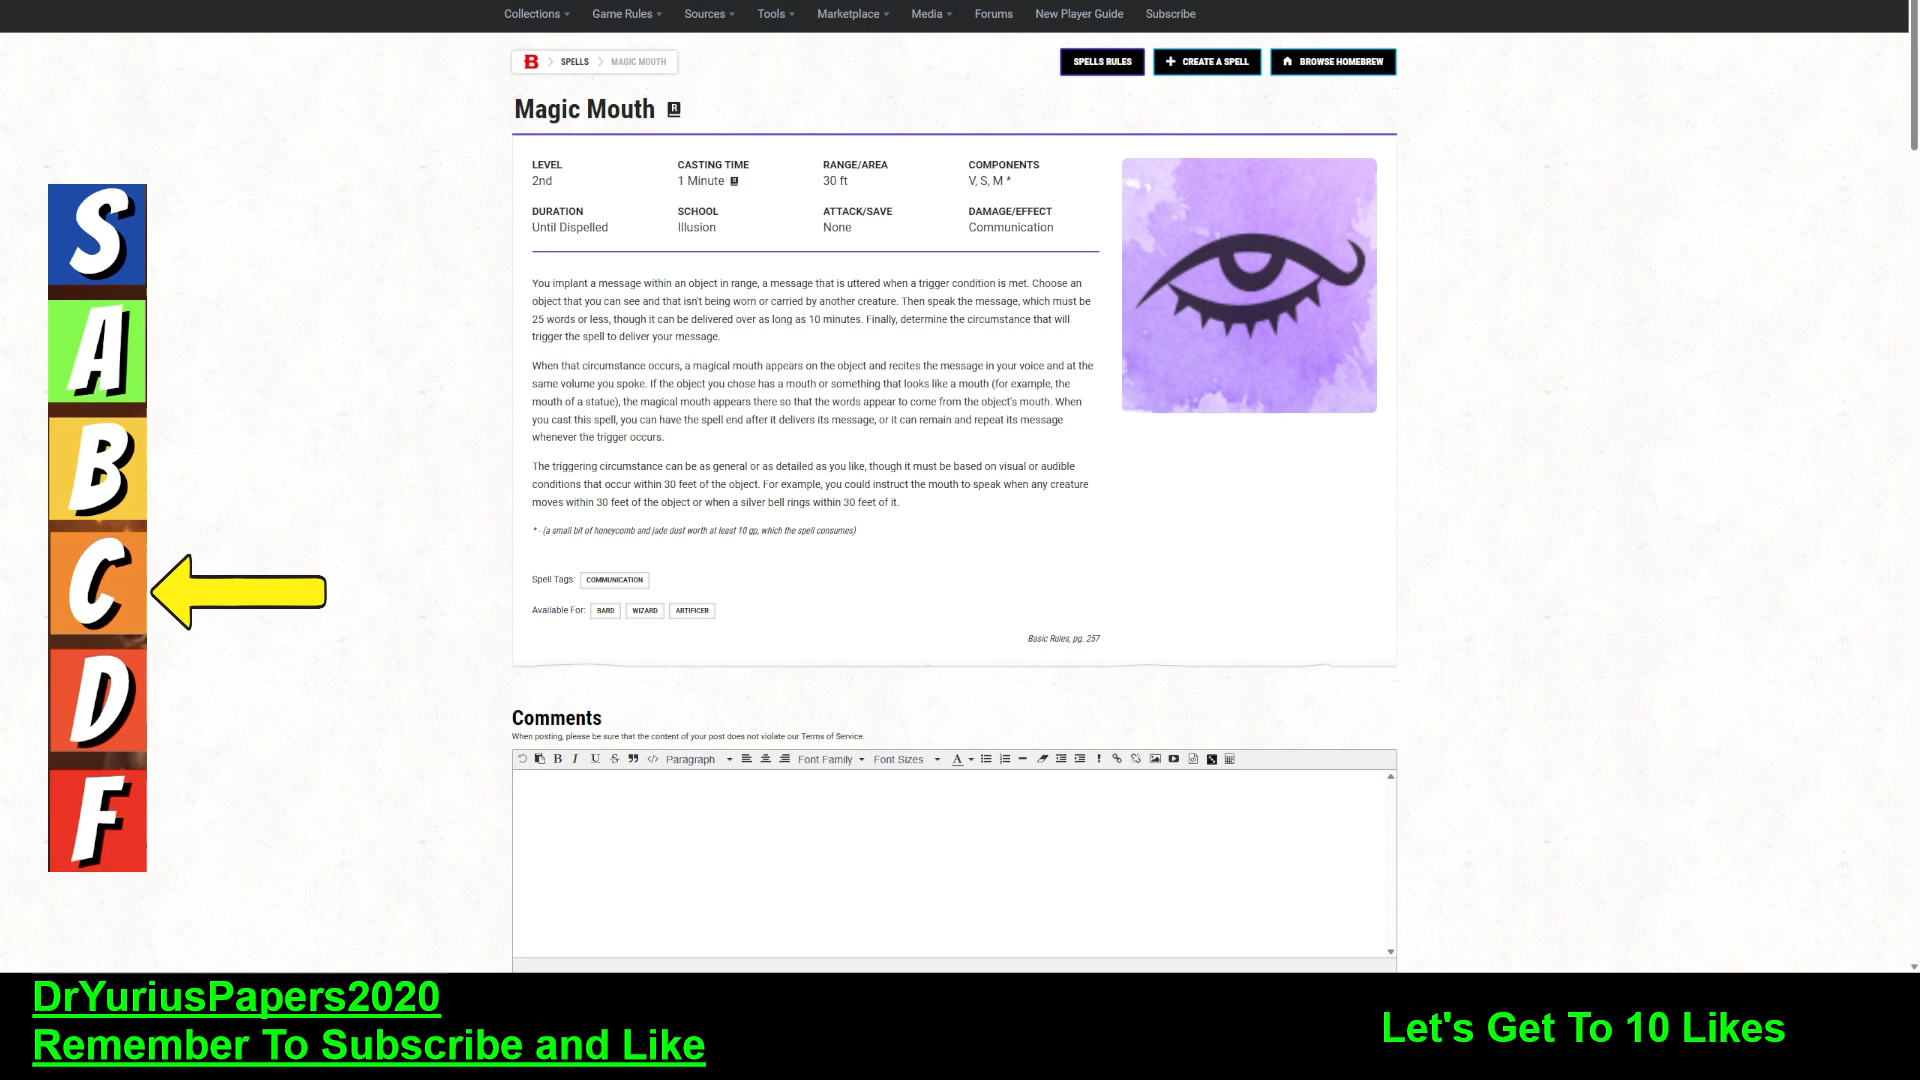 Collections
Game Rules
Sources
Tools
Marketplace
Media
Forums
New Player Guide
Subscribe
B
SPELLS
MAGIC MOUTH
SPELLS RULES
CREATE A SPELL
BROWSE HOMEBREW
Magic Mouth
LEVEL
2nd
CASTING TIME
1 Minute
RANGE/AREA
30 ft
COMPONENTS
V, S, M *
DURATION
Until Dispelled
SCHOOL
Illusion
ATTACK/SAVE
None
DAMAGE/EFFECT
Communication
You implant a message within an object in range, a message that is uttered when a trigger condition is met. Choose an
object that you can see and that isn't being worn or carried by another creature. Then speak the message, which must be
25 words or less, though it can be delivered over as long as 10 minutes. Finally, determine the circumstance that will
trigger the spell to deliver your message.
When that circumstance occurs, a magical mouth appears on the object and recites the message in your voice and at the
same volume you spoke. If the object you chose has a mouth or something that looks like a mouth (for example, the
mouth of a statue), the magical mouth appears there so that the words appear to come from the object's mouth. When
you cast this spell, you can have the spell end after it delivers its message, or it can remain and repeat its message
whenever the trigger occurs.
The triggering circumstance can be as general or as detailed as you like, though it must be based on visual or audible
conditions that occur within 30 feet of the object. For example, you could instruct the mouth to speak when any creature
moves within 30 feet of the object or when a silver bell rings within 30 feet of it.
* - (a small bit of honeycomb and jade dust worth at least 10 gp, which the spell consumes)
Spell Tags: COMMUNICATION
Available For: BARD WIZARD ARTIFICER
Basic Rules, pg. 257
Comments
When posting, please be sure that the content of your post does not violate our Terms of Service.
B I U S Paragraph Font Family Font Sizes A
S
A
B
C
D
F
DrYuriusPapers2020
Remember To Subscribe and Like
Let's Get To 10 Likes